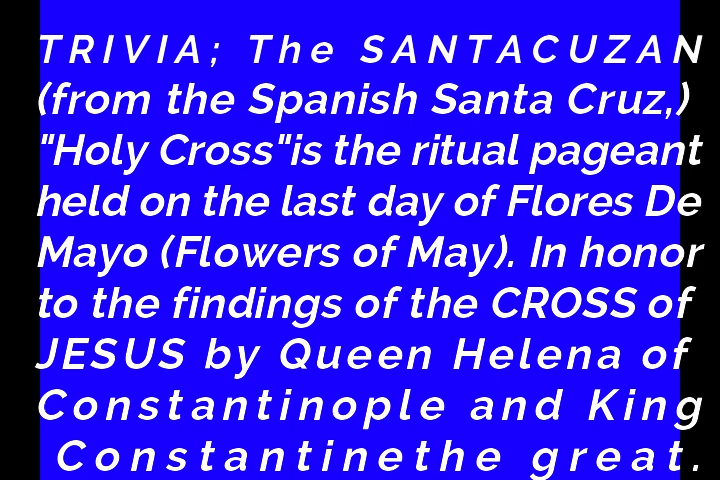 TRIVIA; The SANTACUZAN
(from the Spanish Santa Cruz,)
"Holy Cross"is the ritual pageant
held on the last day of Flores De
Mayo (Flowers of May). In honor
to the findings of the CROSS of
JESUS by Queen Helena of
Constantinople and King
Constantinethe great.